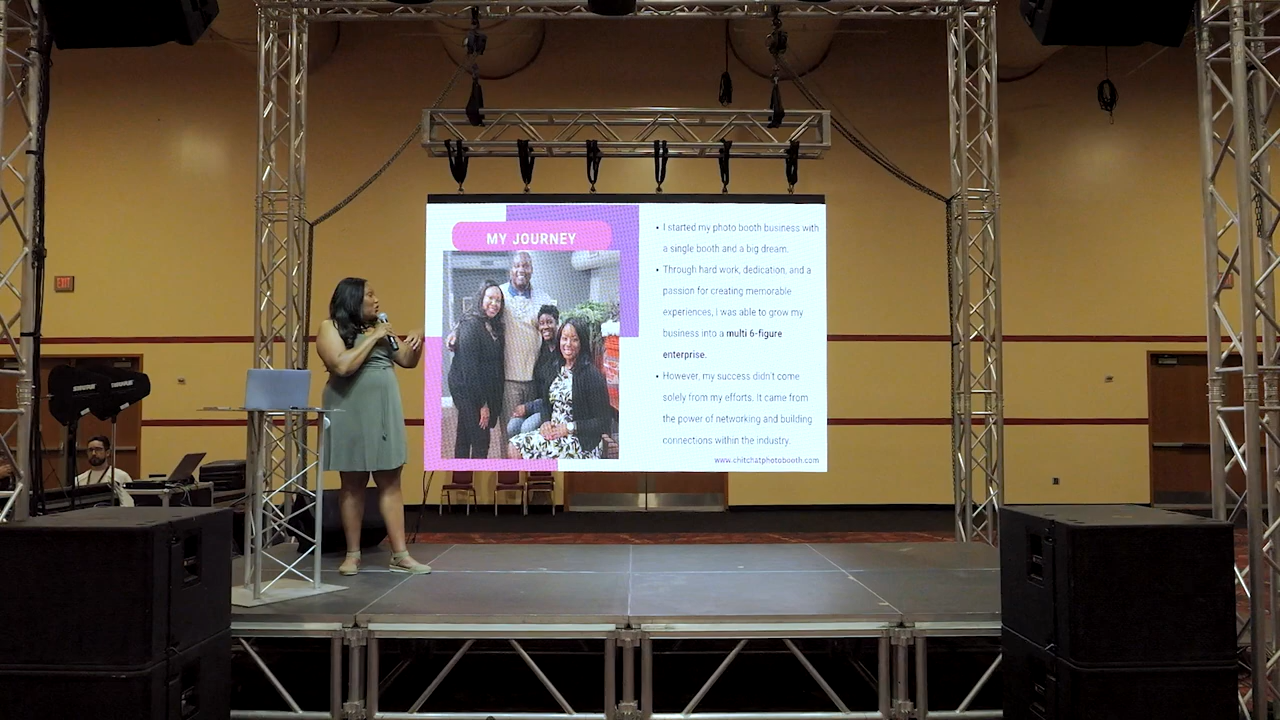 EXIT
MY JOURNEY
• I started my photo booth business with
a single booth and a big dream.
• Through hard work, dedication, and a
passion for creating memorable
experiences, I was able to grow my
business into a multi 6-figure
enterprise.
• However, my success didn't come
solely from my efforts. It came from
the power of networking and building
connections within the industry.
www.chitchatphotobooth.com